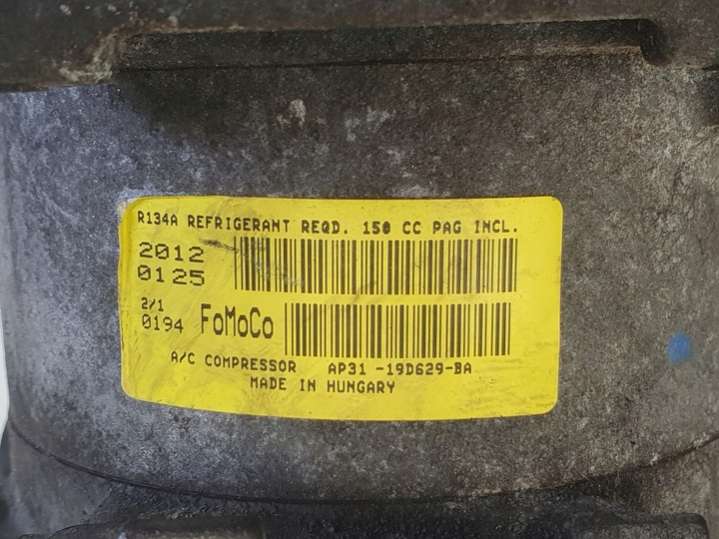 R134A REFRIGERANT REQD. 150 CC PAG INCL.
2012
0125
2/1
0194 FoMoCo
A/C COMPRESSOR AP31-19D629-BA
MADE IN HUNGARY